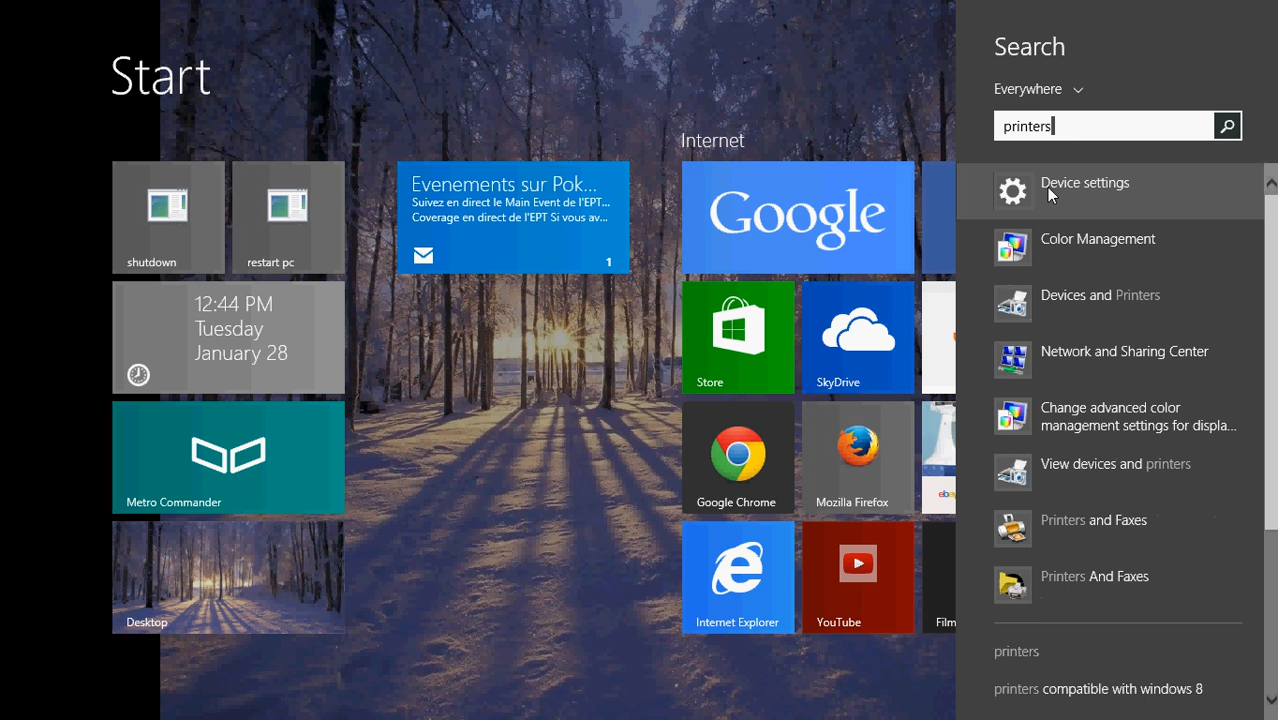 Start
shutdown
restart pc
12:44 PM
Tuesday
January 28
Metro Commander
Desktop
Evenements sur Pok...
Suivez en direct le Main Event de l'EPT...
Coverage en direct de l'EPT Si vous av...
1
Internet
Google
Store
SkyDrive
Google Chrome
Mozilla Firefox
ebay
Internet Explorer
YouTube
Film
Search
Everywhere
printers
Device settings
Color Management
Devices and Printers
Network and Sharing Center
Change advanced color
management settings for displa...
View devices and printers
Printers and Faxes
Printers And Faxes
printers
printers compatible with windows 8